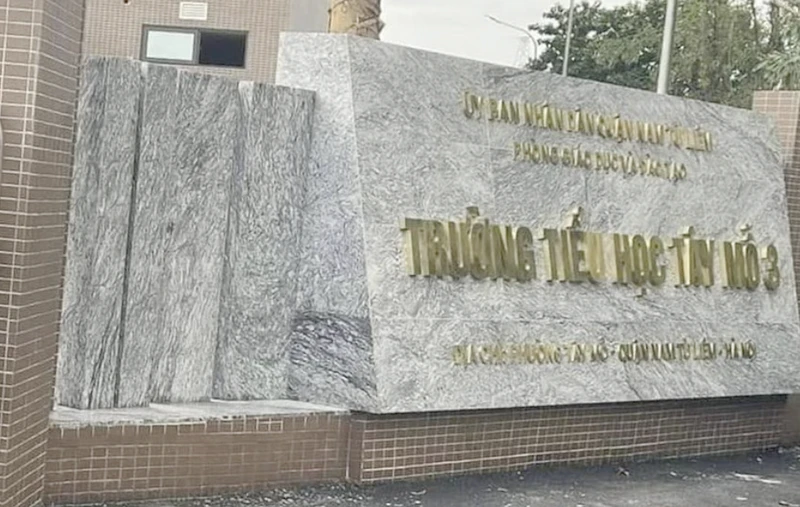 ỦY BAN NHÂN DÂN QUẬN NAM TỪ LIÊM
PHÒNG GIÁO DỤC VÀ ĐÀO TẠO
TRƯỜNG TIỂU HỌC TÂY MỖ 3
ĐỊA CHỈ: PHƯỜNG TÂY MỖ - QUẬN NAM TỪ LIÊM - HÀ NỘI